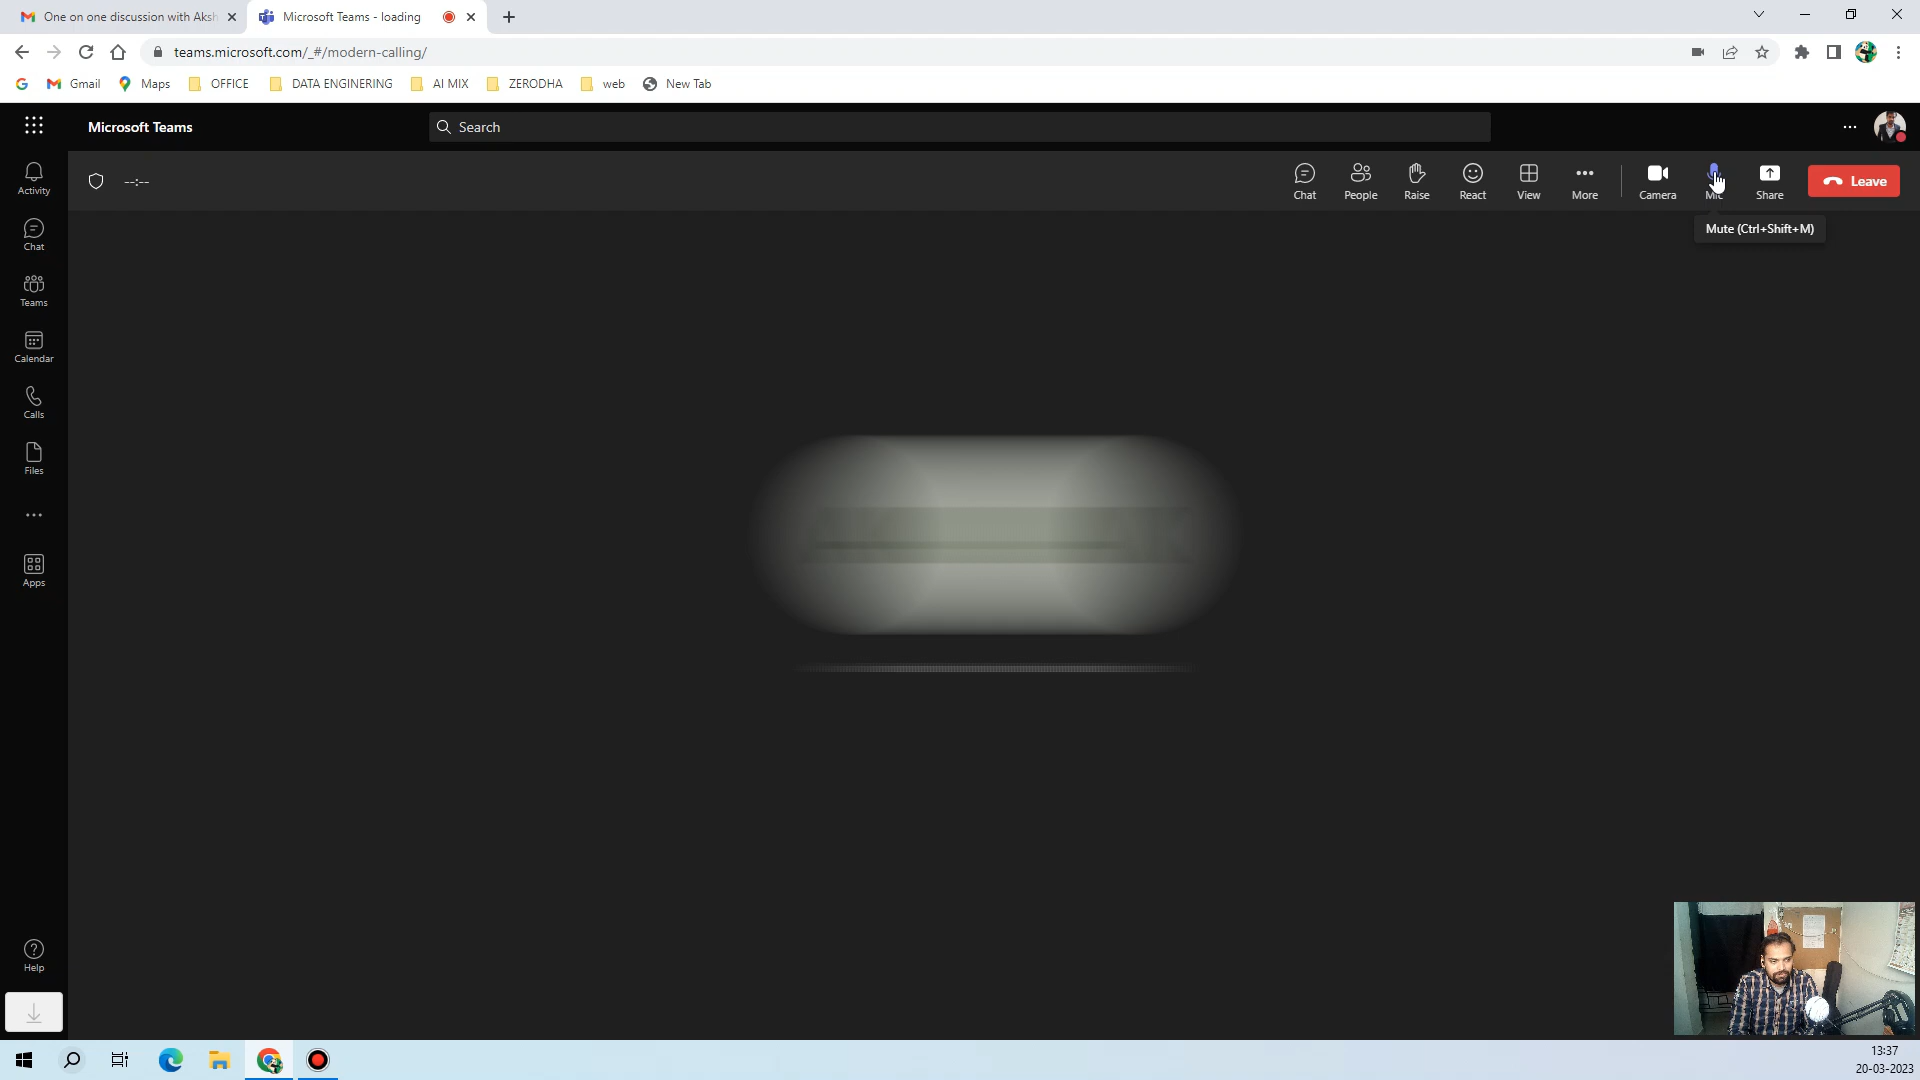 One on one discussion with Aksh
Microsoft Teams - loading
teams.microsoft.com/_#/modern-calling/
Gmail
Maps
OFFICE
DATA ENGINERING
AI MIX
ZERODHA
web
New Tab
Microsoft Teams
Search
--:--
Chat
People
Raise
React
View
More
Camera
Mic
Share
Leave
Mute (Ctrl+Shift+M)
Activity
Chat
Teams
Calendar
Calls
Files
Apps
Help
13:37
20-03-2023